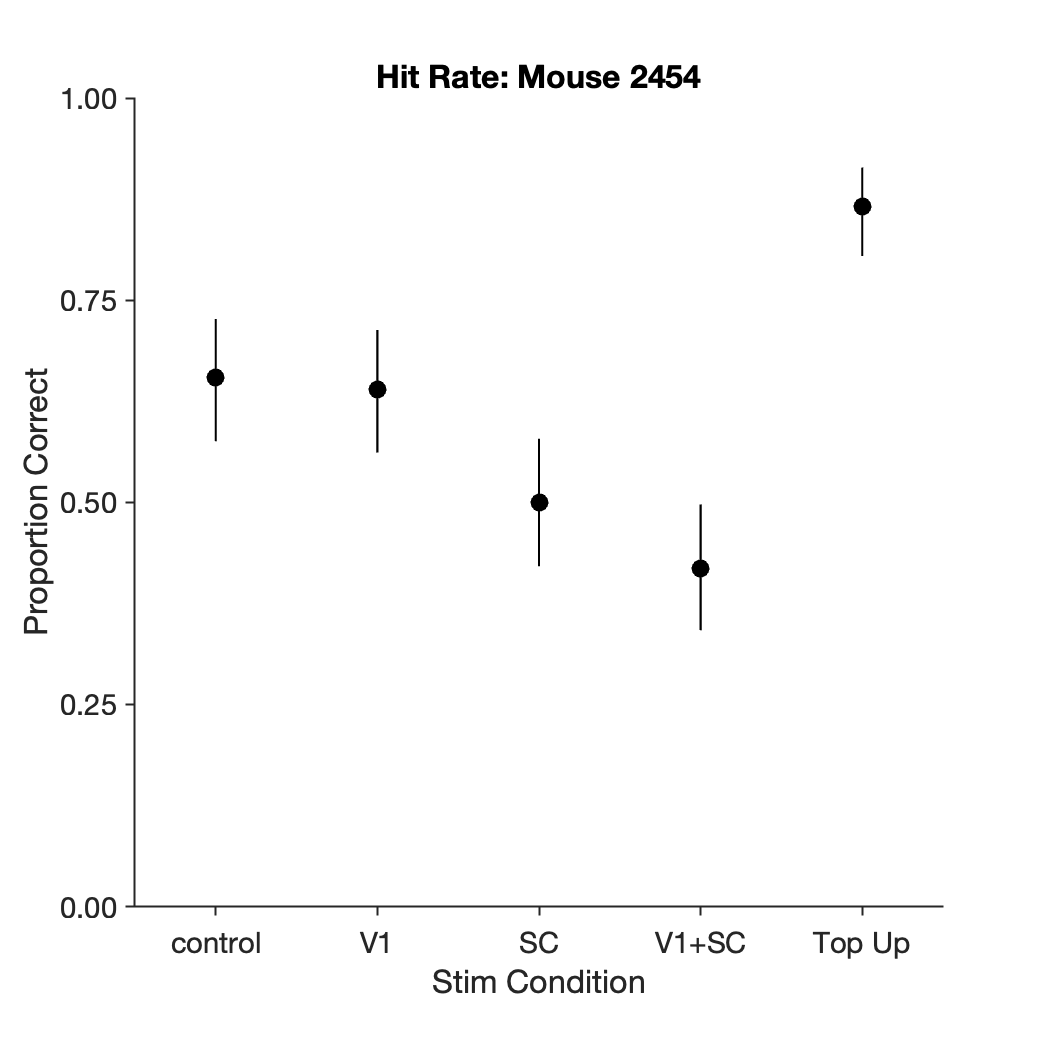 Hit Rate: Mouse 2454
1.00
0.75
0.50
0.25
0.00
Proportion Correct
control V1 SC V1+SC Top Up
Stim Condition